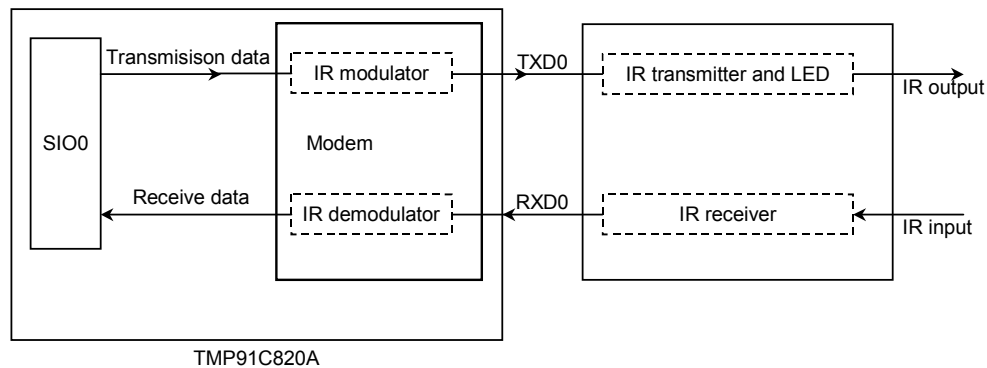 Transmisison data
IR modulator
TXD0
IR transmitter and LED
IR output
SIO0
Modem
Receive data
IR demodulator
RXD0
IR receiver
IR input
TMP91C820A